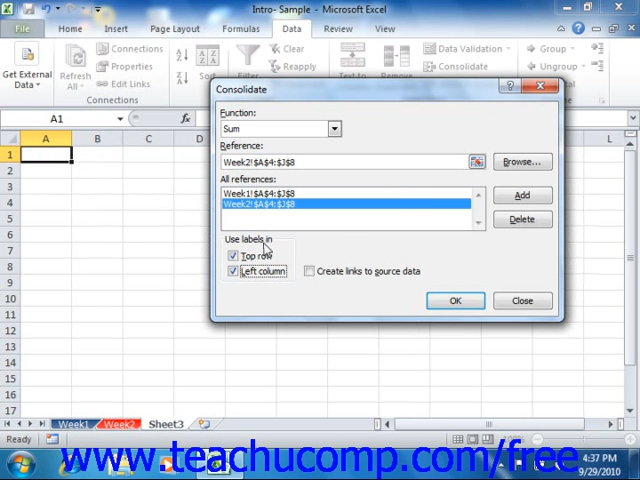 Intro- Sample - Microsoft Excel
File Home Insert Page Layout Formulas Data Review View
Get External
Data
Refresh
All
Connections
Properties
Edit Links
Connections
Sort
Filter
Clear
Reapply
Text to
Data Validation
Consolidate
Group
Ungroup
A1
fx
A B C D L
1
2
3
4
5
6
7
8
9
10
11
12
13
14
15
16
17
Consolidate
Function:
Sum
Reference:
Week2!$A$4:$J$8
Browse...
All references:
Week1!$A$4:$J$8
Week2!$A$4:$J$8
Add
Delete
Use labels in
Top row
Left column
Create links to source data
OK
Close
Week1 Week2 Sheet3
Ready
100%
www.teachucomp.com/free
4:37 PM
9/29/2010